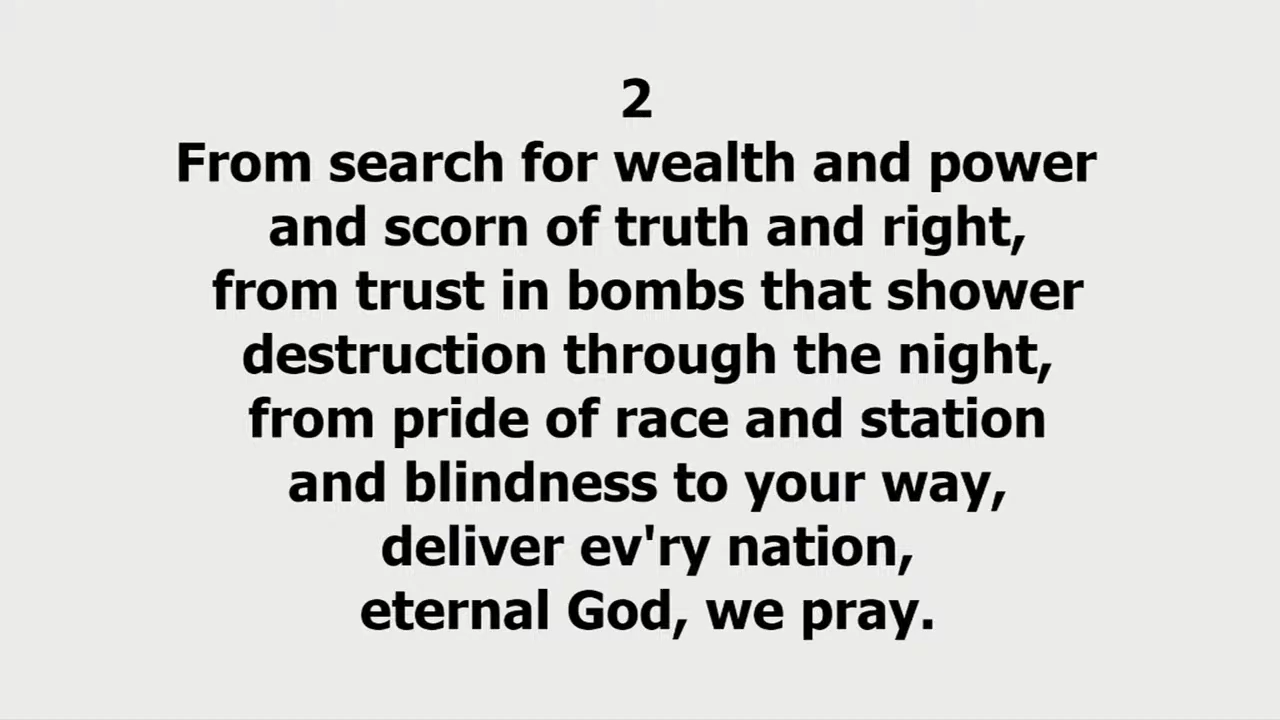 2
From search for wealth and power
and scorn of truth and right,
from trust in bombs that shower
destruction through the night,
from pride of race and station
and blindness to your way,
deliver ev'ry nation,
eternal God, we pray.